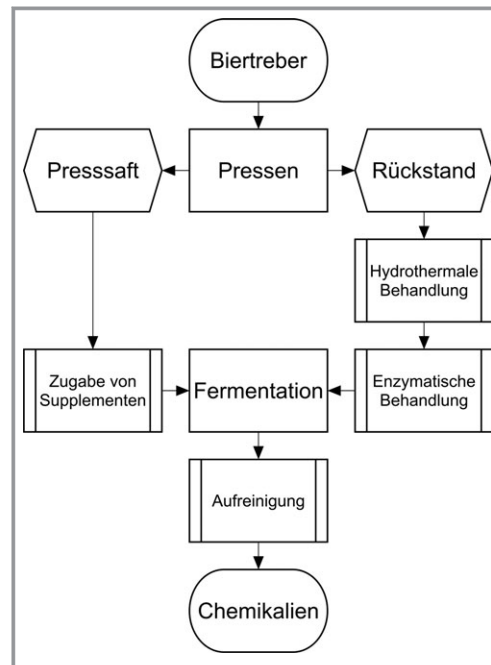 Biertreber
Presssaft
Pressen
Rückstand
Hydrothermale
Behandlung
Zugabe von
Supplementen
Fermentation
Enzymatische
Behandlung
Aufreinigung
Chemikalien